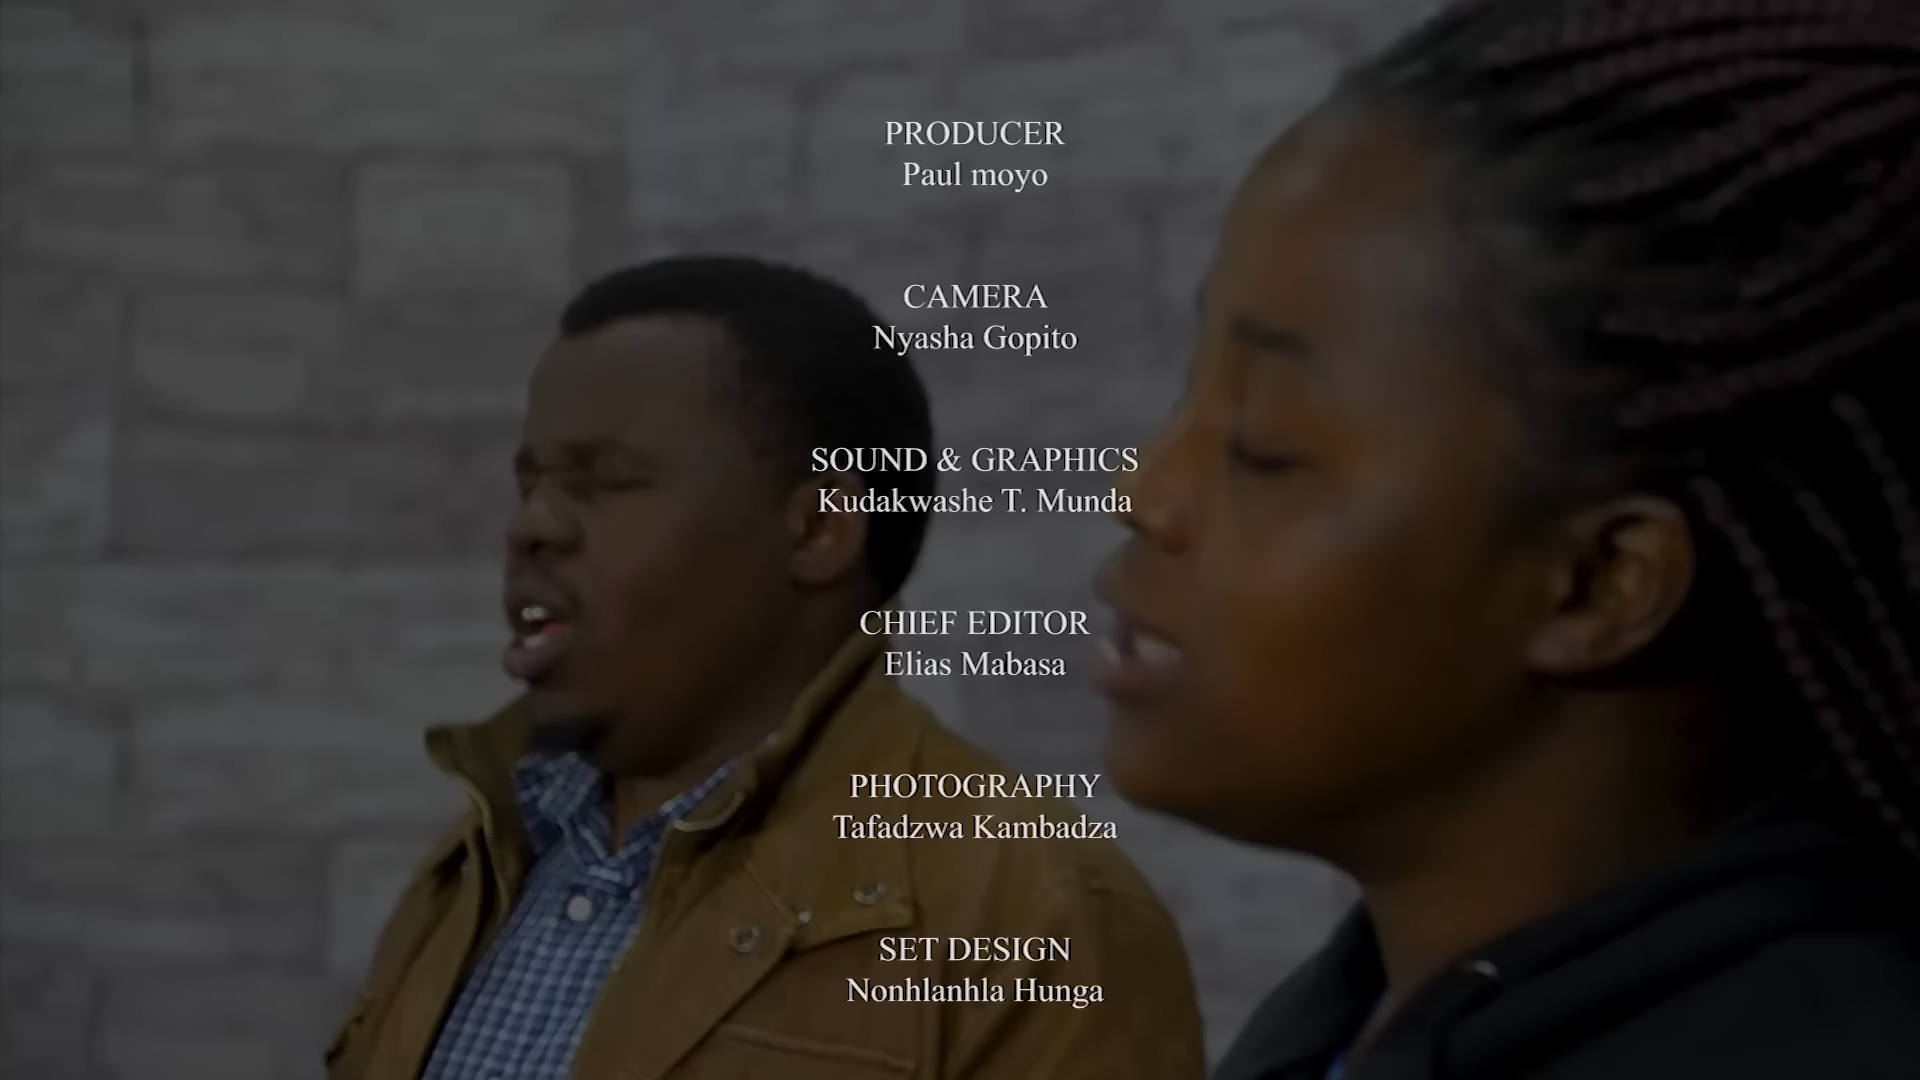 PRODUCER
Paul moyo
CAMERA
Nyasha Gopito
SOUND & GRAPHICS
Kudakwashe T. Munda
CHIEF EDITOR
Elias Mabasa
PHOTOGRAPHY
Tafadzwa Kambadza
SET DESIGN
Nonhlanhla Hunga